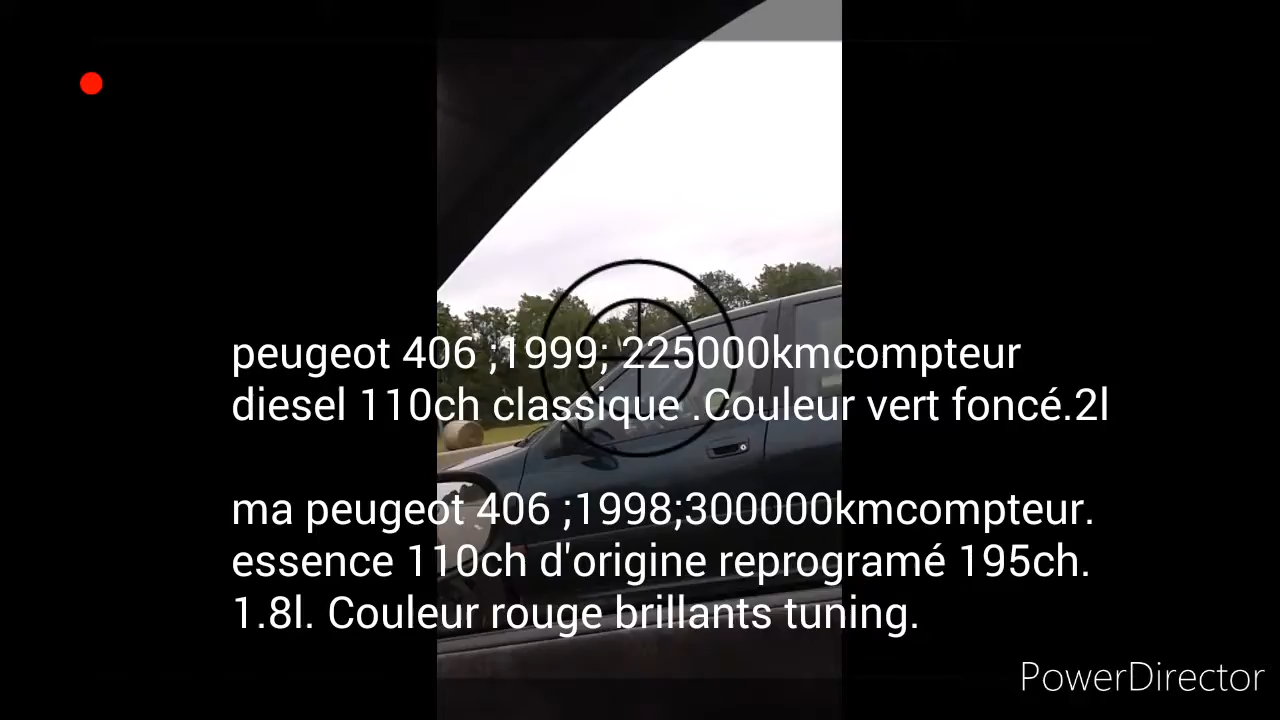 peugeot 406 ;1999; 225000kmcompteur
diesel 110ch classique .Couleur vert foncé.2l
ma peugeot 406 ;1998;300000kmcompteur.
essence 110ch d'origine reprogramé 195ch.
1.8l. Couleur rouge brillants tuning.
PowerDirector